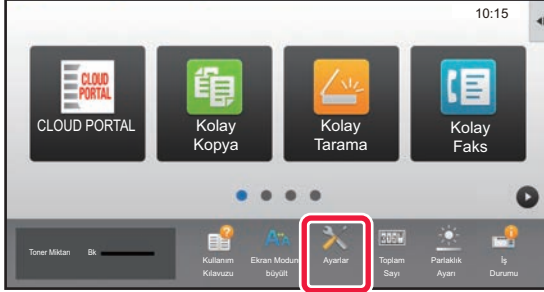 10:15
CLOUD
PORTAL
CLOUD PORTAL
Kolay
Kopya
Kolay
Tarama
Kolay
Faks
Toner Miktarı
Bk
Kullanım
Kılavuzu
Ekran Modunu
büyült
Ayarlar
Toplam
Sayı
Parlaklık
Ayarı
İş
Durumu